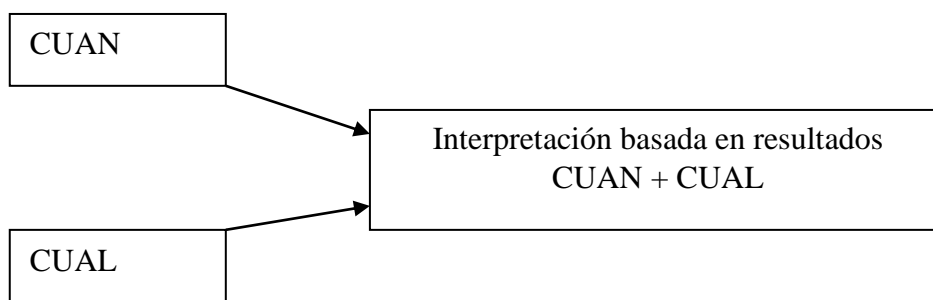 CUAN
Interpretación basada en resultados
CUAN + CUAL
CUAL